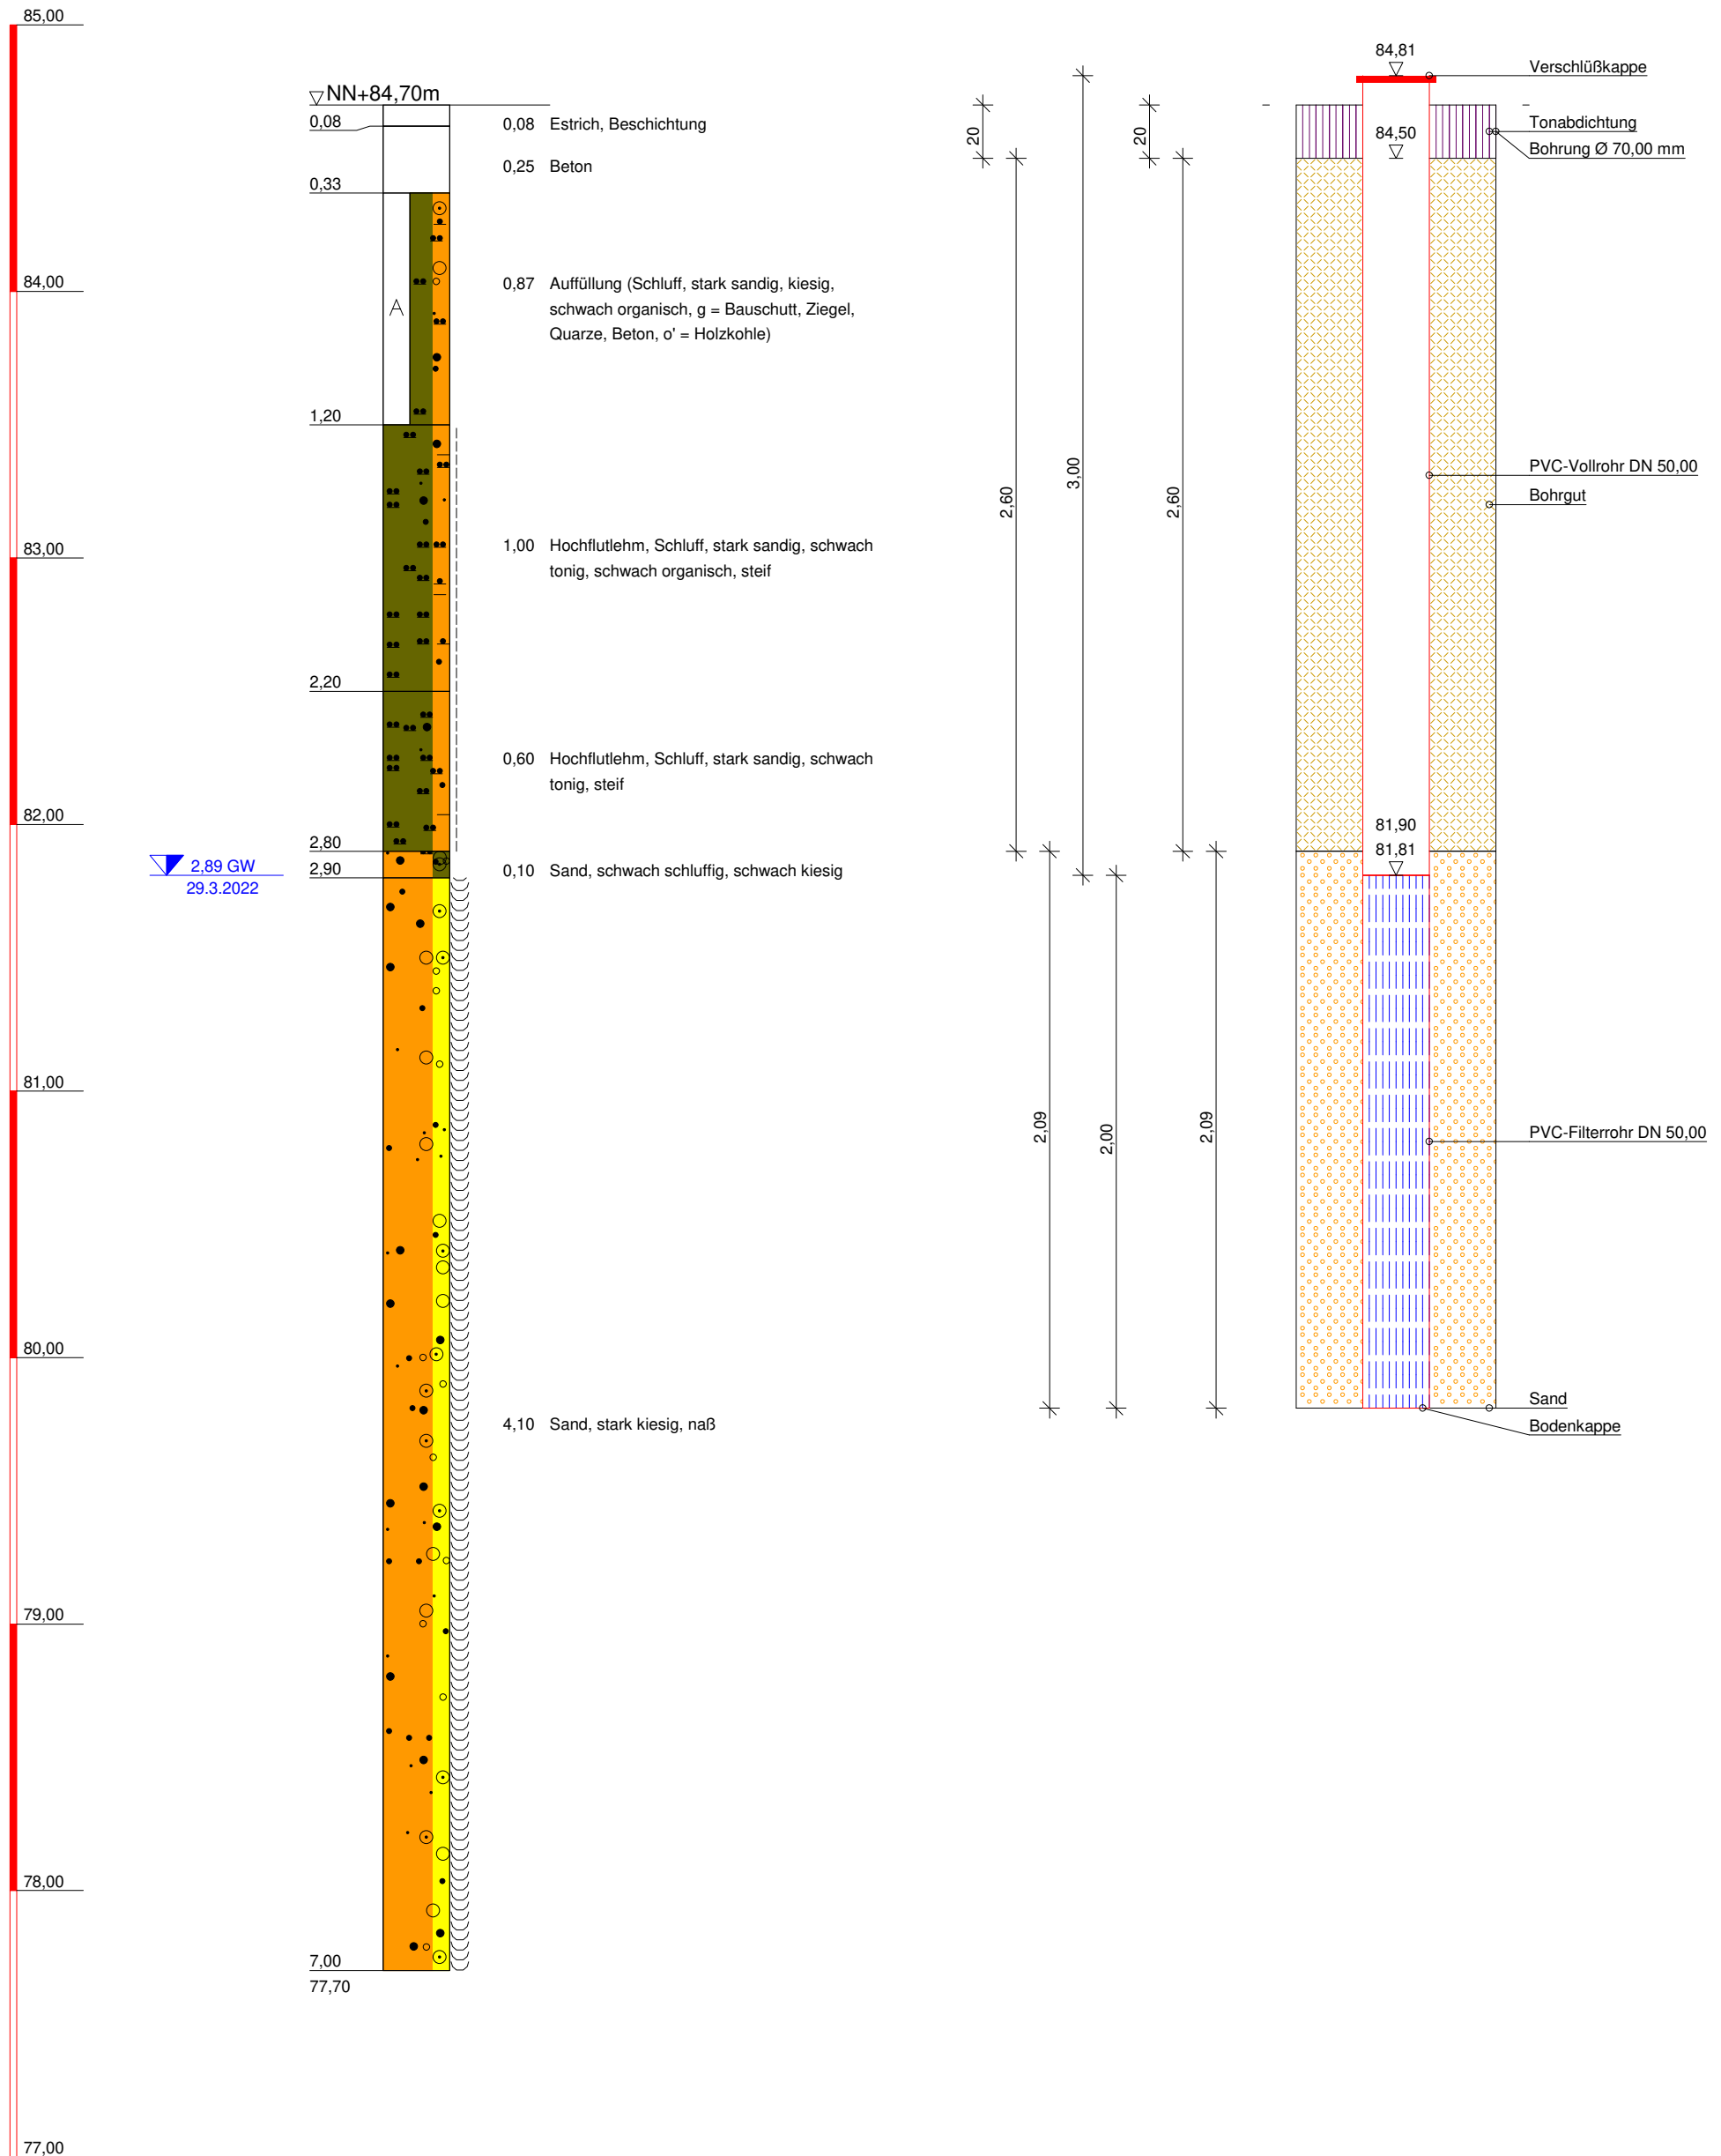 85,00
84,00
83,00
82,00
81,00
80,00
79,00
78,00
77,00
NN+84,70m
0,08
0,33
1,20
2,20
2,80
2,90
7,00
77,70
2,89 GW
29.3.2022
0,08 Estrich, Beschichtung
0,25 Beton
A
0,87 Auffüllung (Schluff, stark sandig, kiesig,
schwach organisch, g = Bauschutt, Ziegel,
Quarze, Beton, o' = Holzkohle)
1,00 Hochflutlehm, Schluff, stark sandig, schwach
tonig, schwach organisch, steif
0,60 Hochflutlehm, Schluff, stark sandig, schwach
tonig, steif
0,10 Sand, schwach schluffig, schwach kiesig
4,10 Sand, stark kiesig, naß
20
2,60
2,09
3,00
2,00
20
2,60
2,09
84,81
84,50
81,90
81,81
Verschlüßkappe
Tonabdichtung
Bohrung Ø 70,00 mm
PVC-Vollrohr DN 50,00
Bohrgut
PVC-Filterrohr DN 50,00
Sand
Bodenkappe